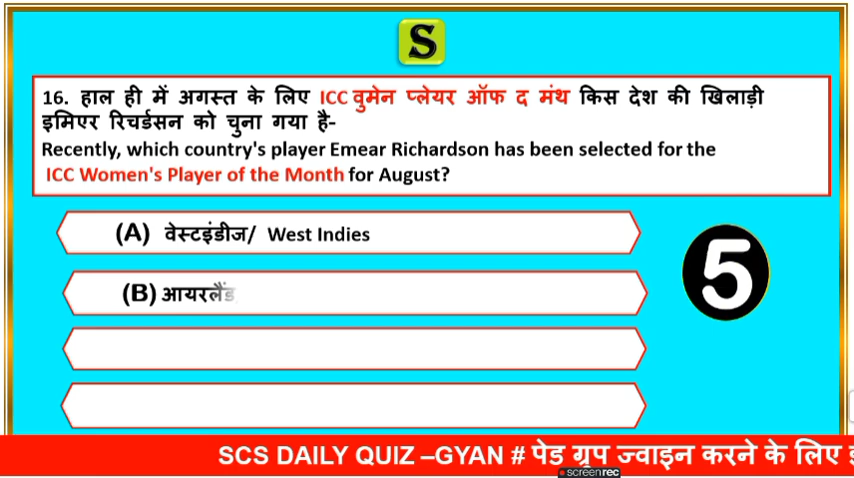 S
16. हाल ही में अगस्त के लिए ICC वुमेन प्लेयर ऑफ द मंथ किस देश की खिलाड़ी
इमिएर रिचर्डसन को चुना गया है-
Recently, which country's player Emear Richardson has been selected for the
ICC Women's Player of the Month for August?
(A) वेस्टइंडीज/ West Indies
5
(B) आयरलैंड
SCS DAILY QUIZ –GYAN # पेड ग्रुप ज्वाइन करने के लिए
screenrec